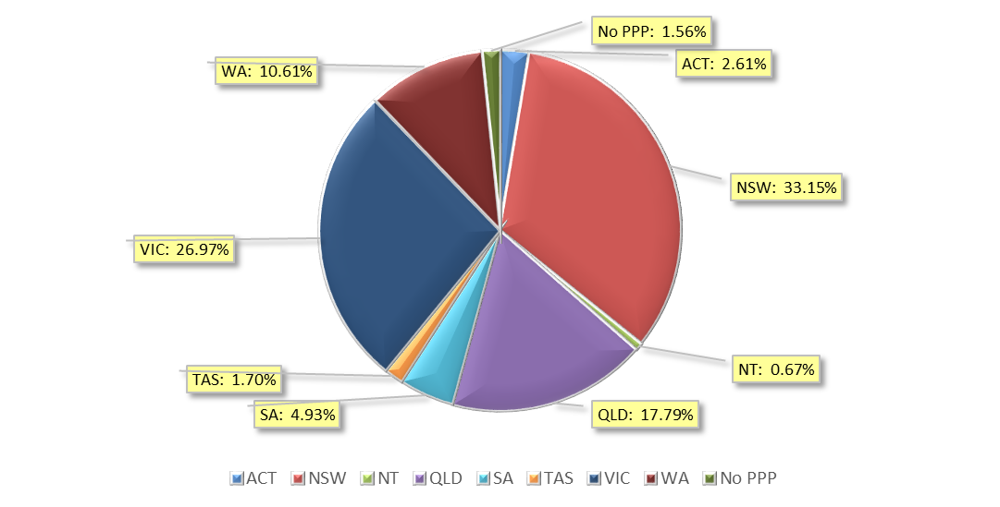 No PPP: 1.56%
ACT: 2.61%
WA: 10.61%
NSW: 33.15%
VIC: 26.97%
NT: 0.67%
TAS: 1.70%
SA: 4.93%
QLD: 17.79%
ACT NSW NT QLD SA TAS VIC WA No PPP